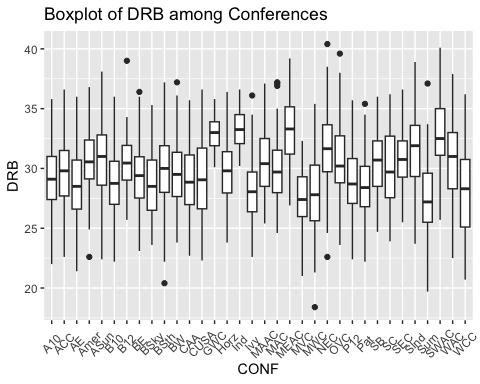 Boxplot of DRB among Conferences
40
35
30
25
20
DRB
A10 ACC AE Amer ASun B10 B12 BE BSky BSth BW CAA CUSA GWC Horz Ind Ivy MAAC MAC MEAC MVC MWC NEC OVC P12 Pat SB SC SEC Slnd Sum SWAC WAC WCC
CONF